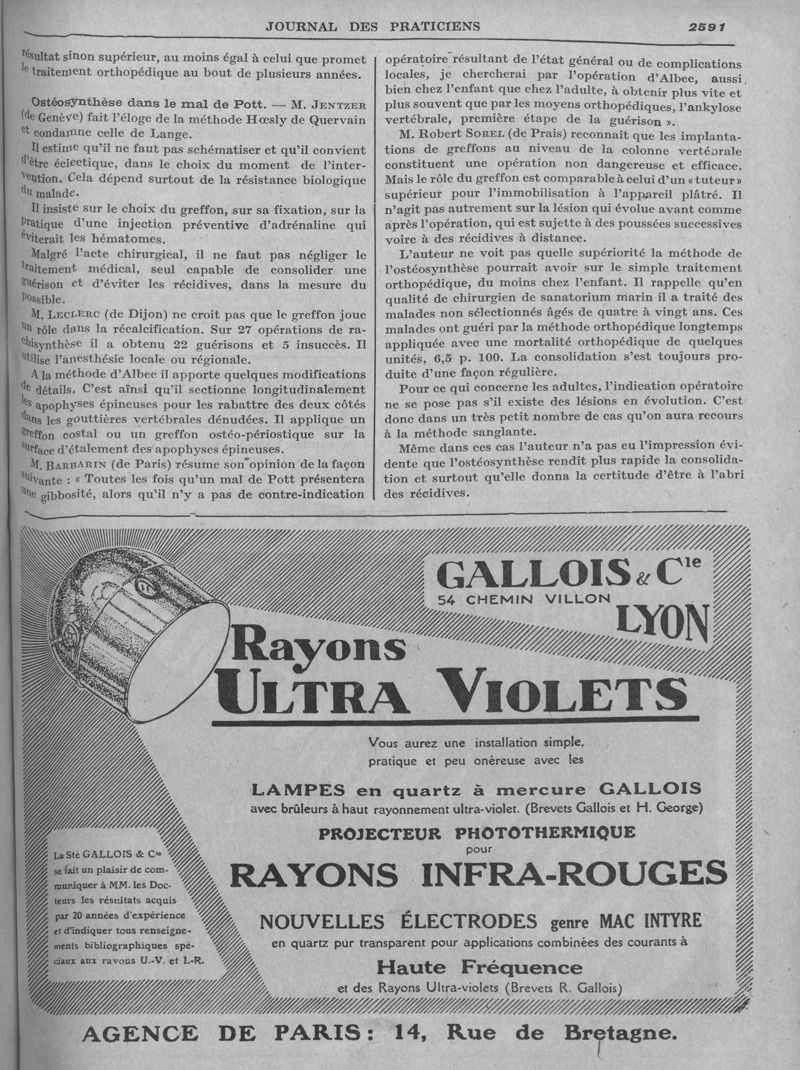 JOURNAL DES PRATICIENS 2591
résultat sinon supérieur, au moins égal à celui que promet
le traitement orthopédique au bout de plusieurs années.
Ostéosynthèse dans le mal de Pott. — M. JENTZER
(de Genève) fait l'éloge de la méthode Hœsly de Quervain
et condamne celle de Lange.
Il estime qu'il ne faut pas schématiser et qu'il convient
d'être éclectique, dans le choix du moment de l'inter-
vention. Cela dépend surtout de la résistance biologique
du malade.
Il insiste sur le choix du greffon, sur sa fixation, sur la
pratique d'une injection préventive d'adrénaline qui
éviterait les hématomes.
Malgré l'acte chirurgical, il ne faut pas négliger le
traitement médical, seul capable de consolider une
guérison et d'éviter les récidives, dans la mesure du
possible.
M. LECLERC (de Dijon) ne croit pas que le greffon joue
un rôle dans la récalcification. Sur 27 opérations de ra-
chisynthèse il a obtenu 22 guérisons et 5 insuccès. Il
utilise l'anesthésie locale ou régionale.
A la méthode d'Albee il apporte quelques modifications
de détails. C'est aïnsi qu'il sectionne longitudinalement
les apophyses épineuses pour les rabattre des deux côtés
dans les gouttières vertébrales dénudées. Il applique un
greffon costal ou un greffon ostéo-périostique sur la
surface d'étalement des apophyses épineuses.
M. BARBARIN (de Paris) résume son opinion de la façon
suivante : « Toutes les fois qu'un mal de Pott présentera
une gibbosité, alors qu'il n'y a pas de contre-indication
opératoire résultant de l'état général ou de complications
locales, je chercherai par l'opération d'Albee, aussi
bien chez l'enfant que chez l'adulte, à obtenir plus vite et
plus souvent que par les moyens orthopédiques, l'ankylose
vertébrale, première étape de la guérison ».
M. Robert SOREL (de Prais) reconnaît que les implanta-
tions de greffons au niveau de la colonne vertébrale
constituent une opération non dangereuse et efficace.
Mais le rôle du greffon est comparable à celui d'un « tuteur »
supérieur pour l'immobilisation à l'appareil plâtré. Il
n'agit pas autrement sur la lésion qui évolue avant comme
après l'opération, qui est sujette à des poussées successives
voire à des récidives à distance.
L'auteur ne voit pas quelle supériorité la méthode de
l'ostéosynthèse pourrait avoir sur le simple traitement
orthopédique, du moins chez l'enfant. Il rappelle qu'en
qualité de chirurgien de sanatorium marin il a traité des
malades non sélectionnés âgés de quatre à vingt ans. Ces
malades ont guéri par la méthode orthopédique longtemps
appliquée avec une mortalité orthopédique de quelques
unités, 6,5 p. 100. La consolidation s'est toujours pro-
duite d'une façon régulière.
Pour ce qui concerne les adultes, l'indication opératoire
ne se pose pas s'il existe des lésions en évolution. C'est
donc dans un très petit nombre de cas qu'on aura recours
à la méthode sanglante.
Même dans ces cas l'auteur n'a pas eu l'impression évi-
dente que l'ostéosynthèse rendît plus rapide la consolida-
tion et surtout qu'elle donna la certitude d'être à l'abri
des récidives.
GALLOIS & Cie
54 CHEMIN VILLON
LYON
Rayons
ULTRA VIOLETS
Vous aurez une installation simple,
pratique et peu onéreuse avec les
LAMPES en quartz à mercure GALLOIS
avec brûleurs à haut rayonnement ultra-violet. (Brevets Gallois et H. George)
PROJECTEUR PHOTOTHERMIQUE
pour
RAYONS INFRA-ROUGES
NOUVELLES ÉLECTRODES genre MAC INTYRE
en quartz pur transparent pour applications combinées des courants à
Haute Fréquence
et des Rayons Ultra-violets (Brevets R. Gallois)
La Sté GALLOIS & Cie
se fait un plaisir de com-
muniquer à MM. les Doc-
teurs les résultats acquis
par 20 années d'expérience
et d'indiquer tous renseigne-
ments bibliographiques spé-
ciaux aux rayons U.-V. et I.-R.
AGENCE DE PARIS : 14, Rue de Bretagne.